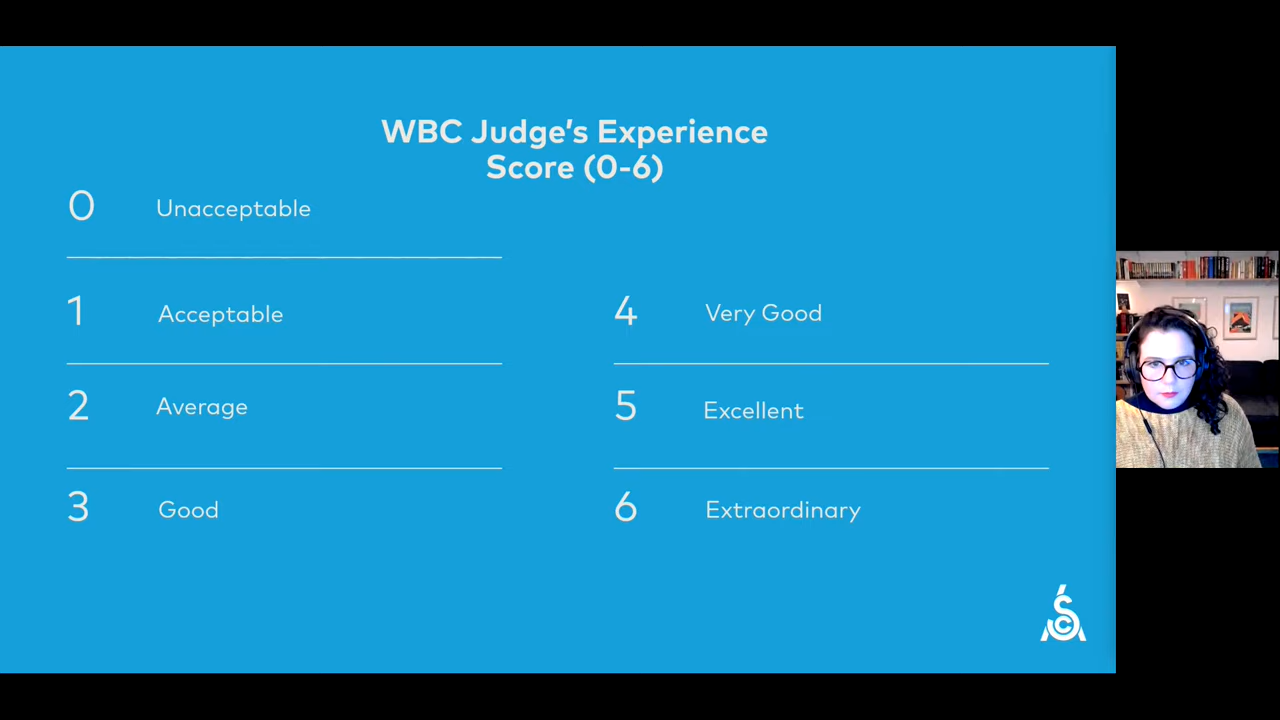 WBC Judge's Experience
Score (0-6)
0 Unacceptable
1 Acceptable
2 Average
3 Good
4 Very Good
5 Excellent
6 Extraordinary
SCA